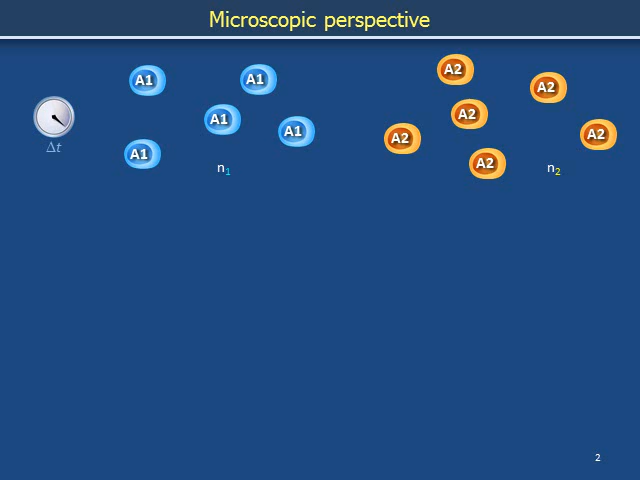 Microscopic perspective
A1 A1 A2 A2
A1 A1 A2 A2 A2
Δt A1 A2
n1 n2
2